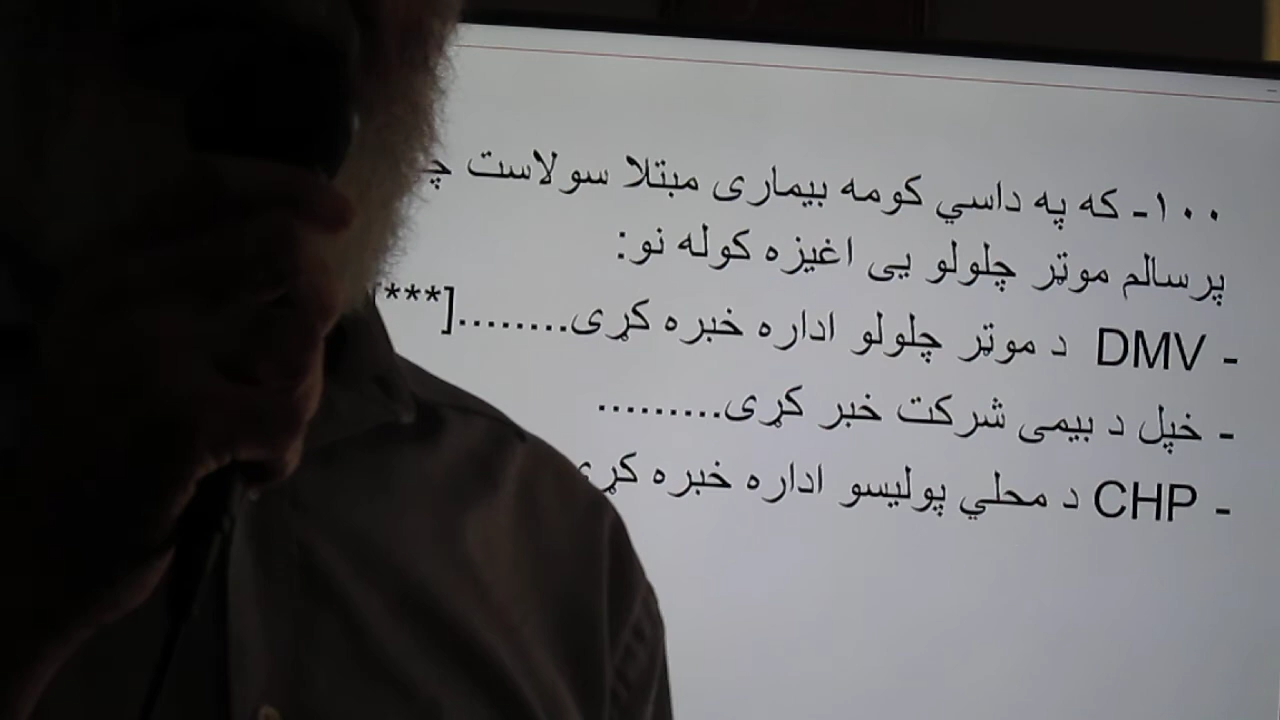 ۱۰۰- که په داسي کومه بیماری مبتلا سولاست
پرسالم موټر چلولو یی اغیزه کوله نو:
- DMV د موټر چلولو اداره خبره کړی........[***
- خپل د بیمی شرکت خبر کړی.........
- CHP د محلي پولیسو اداره خبره کړی